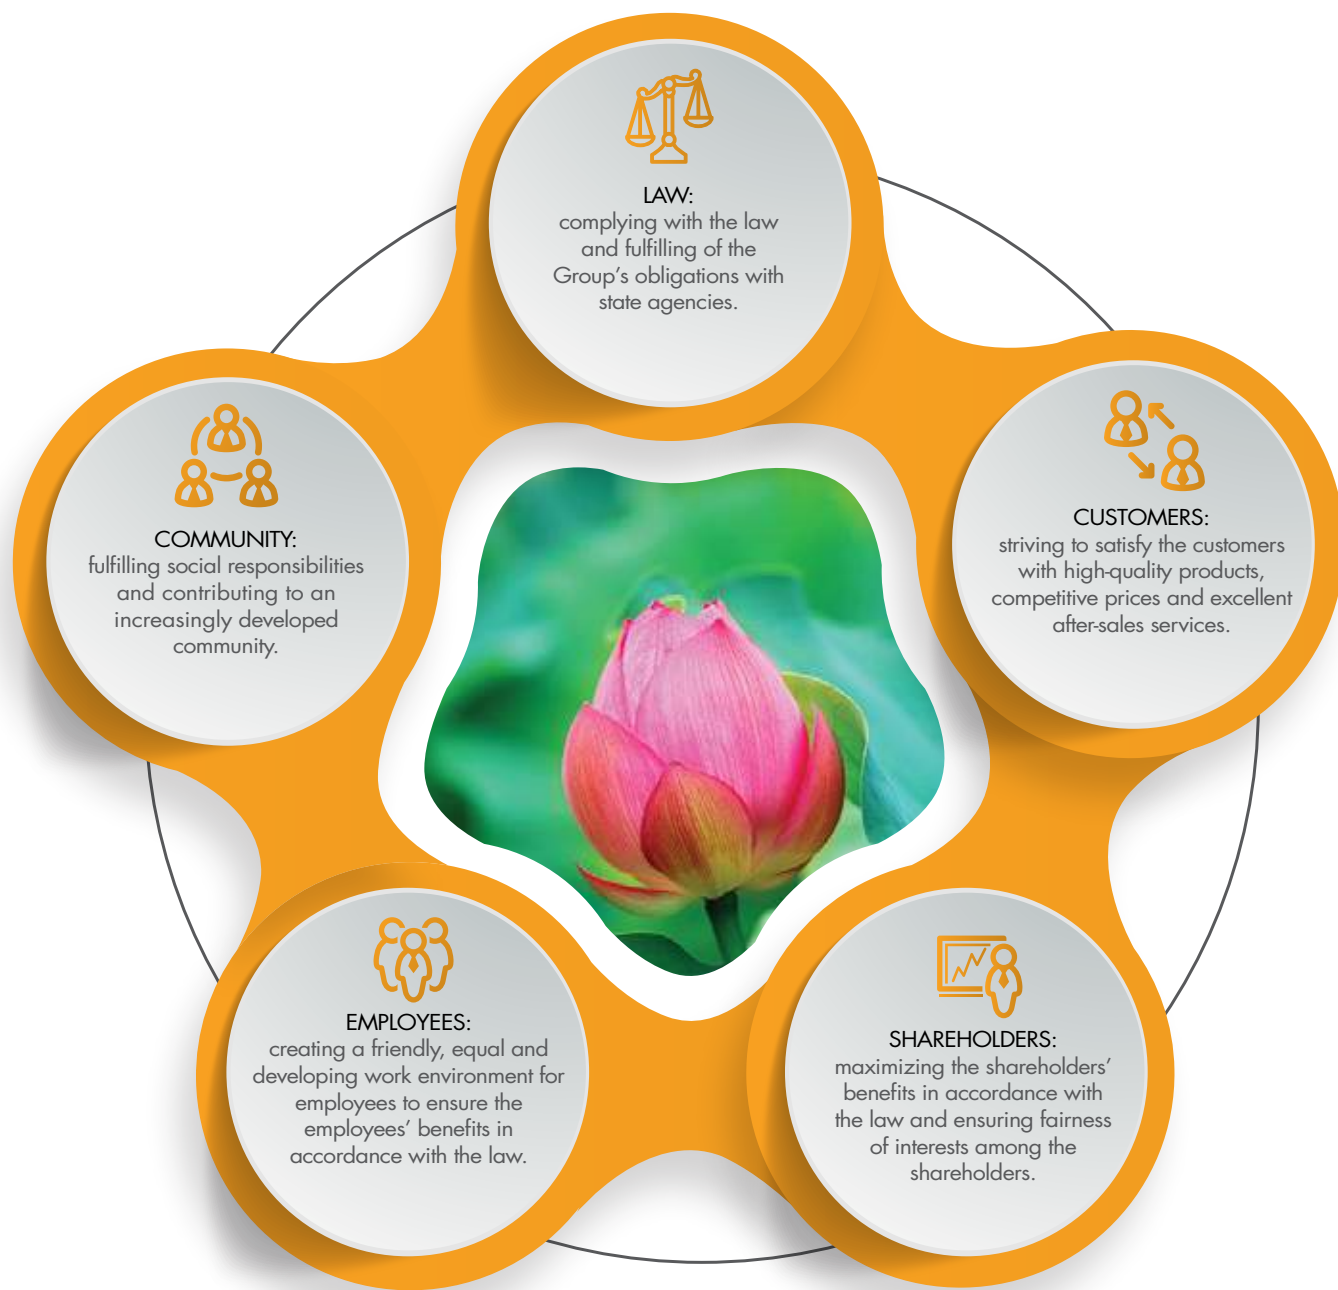 LAW:
complying with the law
and fulfilling of the
Group's obligations with
state agencies.
CUSTOMERS:
striving to satisfy the customers
with high-quality products,
competitive prices and excellent
after-sales services.
COMMUNITY:
fulfilling social responsibilities
and contributing to an
increasingly developed
community.
EMPLOYEES:
creating a friendly, equal and
developing work environment for
employees to ensure the
employees' benefits in
accordance with the law.
SHAREHOLDERS:
maximizing the shareholders'
benefits in accordance with
the law and ensuring fairness
of interests among the
shareholders.